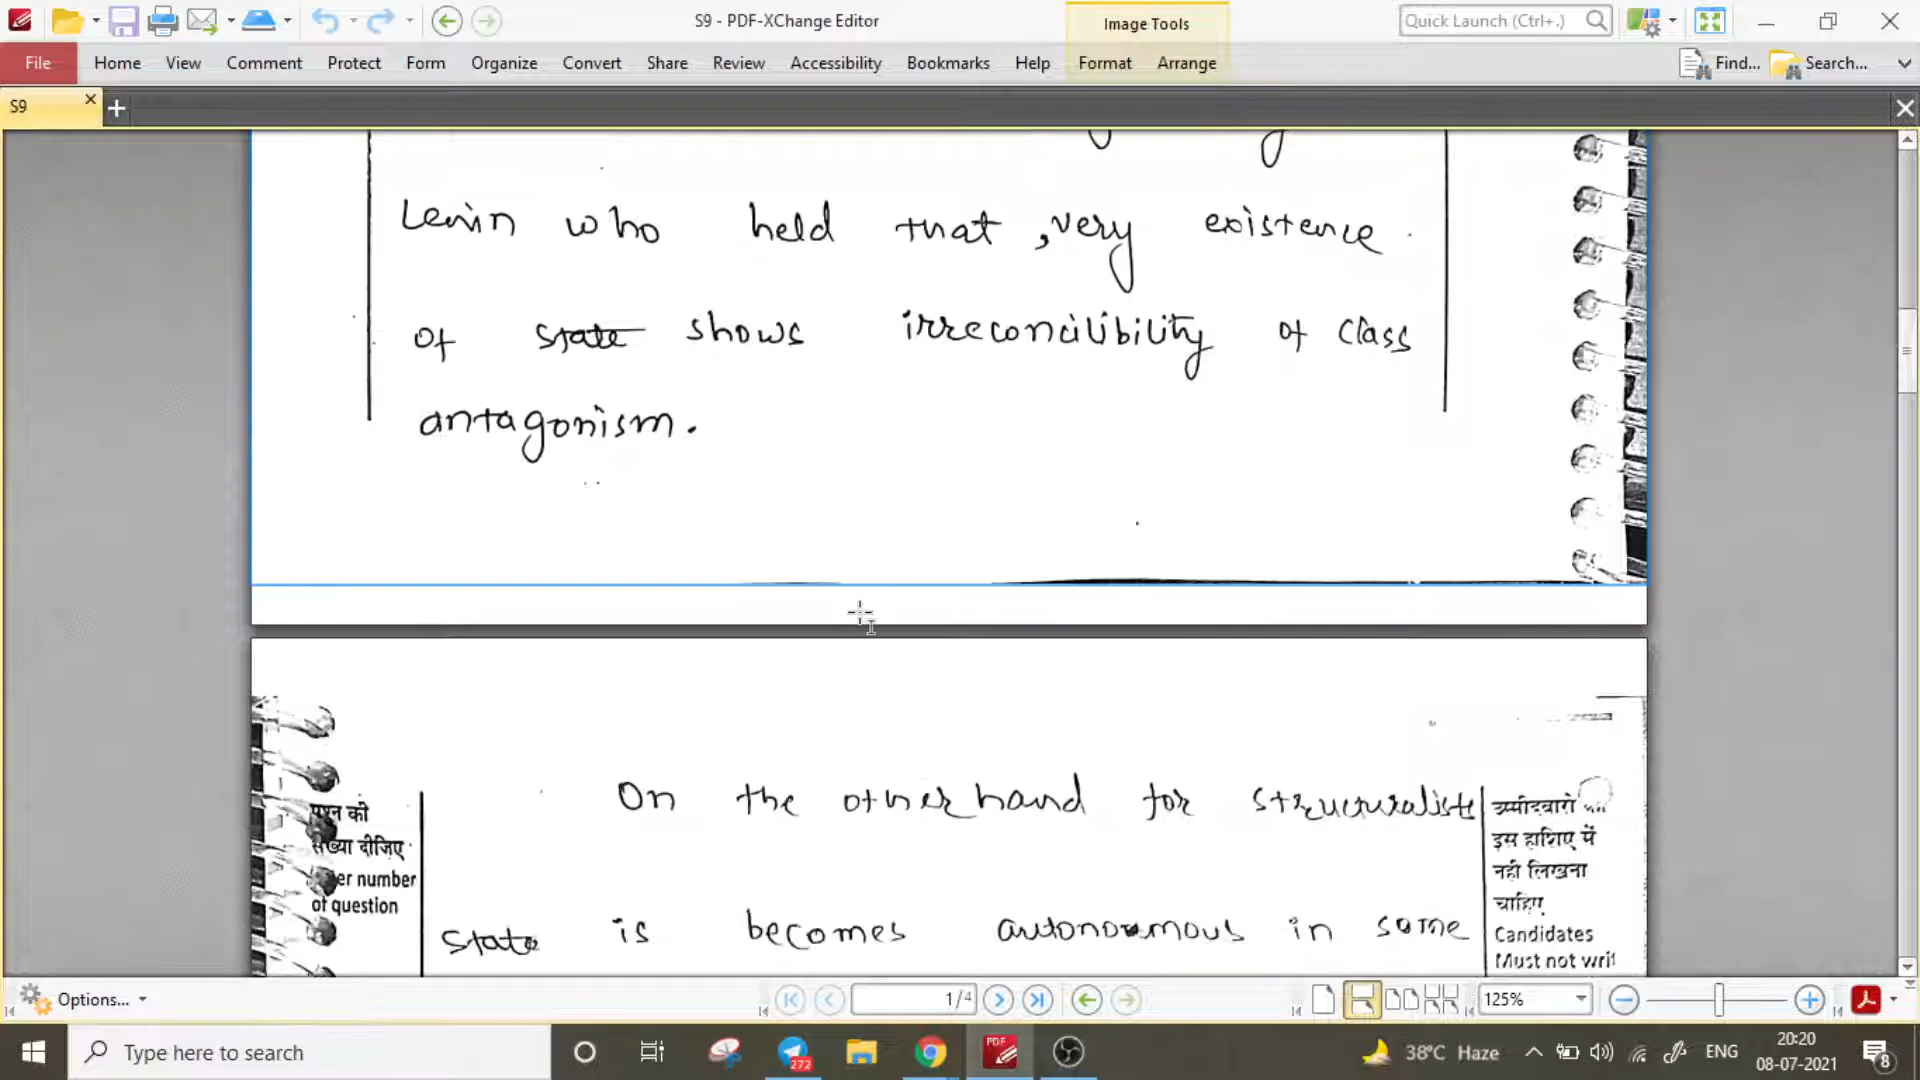 S9 - PDF-XChange Editor
Image Tools
Quick Launch (Ctrl+.)
File Home View Comment Protect Form Organize Convert Share Review Accessibility Bookmarks Help Format Arrange Find... Search...
S9
Lenin who held that, very existence
of state shows irreconcilibility of class
antagonism.
On the otherhand for structuralists
प्रश्न की
संख्या दीजिए
er number
of question
state is becomes autonomous in some
उम्मीदवारों
इस हाशिए में
नहीं लिखना
चाहिए
Candidates
Must not writ
Options...
1/4
125%
Type here to search
272
PDF
38°C Haze
ENG
20:20
08-07-2021
8